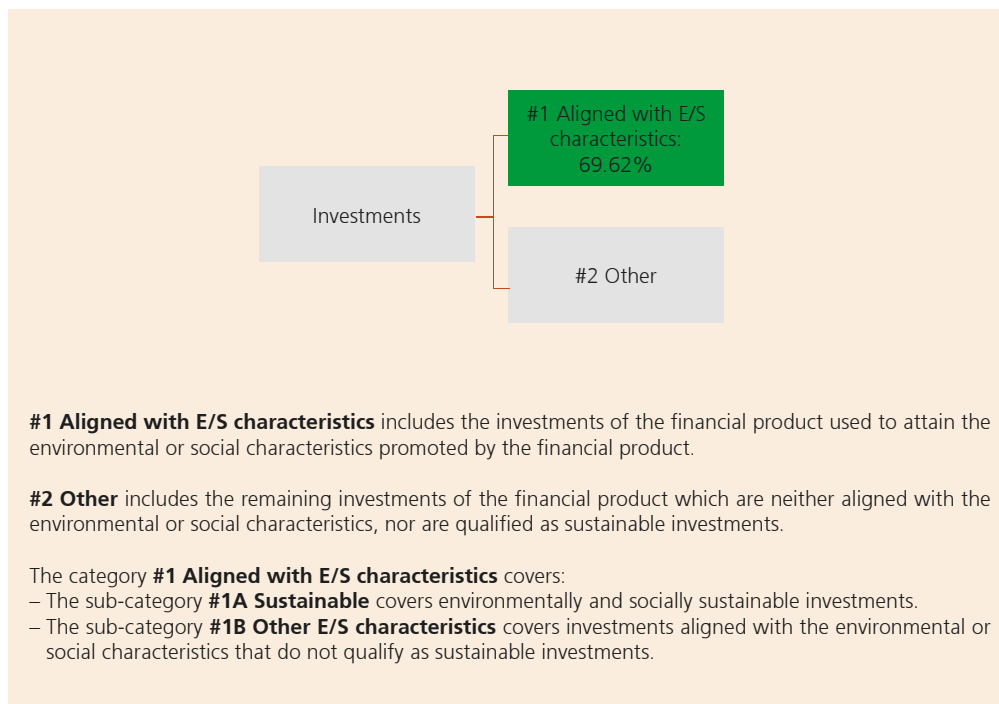 #1 Aligned with E/S
characteristics:
69.62%
Investments
#2 Other
#1 Aligned with E/S characteristics includes the investments of the financial product used to attain the
environmental or social characteristics promoted by the financial product.
#2 Other includes the remaining investments of the financial product which are neither aligned with the
environmental or social characteristics, nor are qualified as sustainable investments.
The category #1 Aligned with E/S characteristics covers:
– The sub-category #1A Sustainable covers environmentally and socially sustainable investments.
– The sub-category #1B Other E/S characteristics covers investments aligned with the environmental or
social characteristics that do not qualify as sustainable investments.